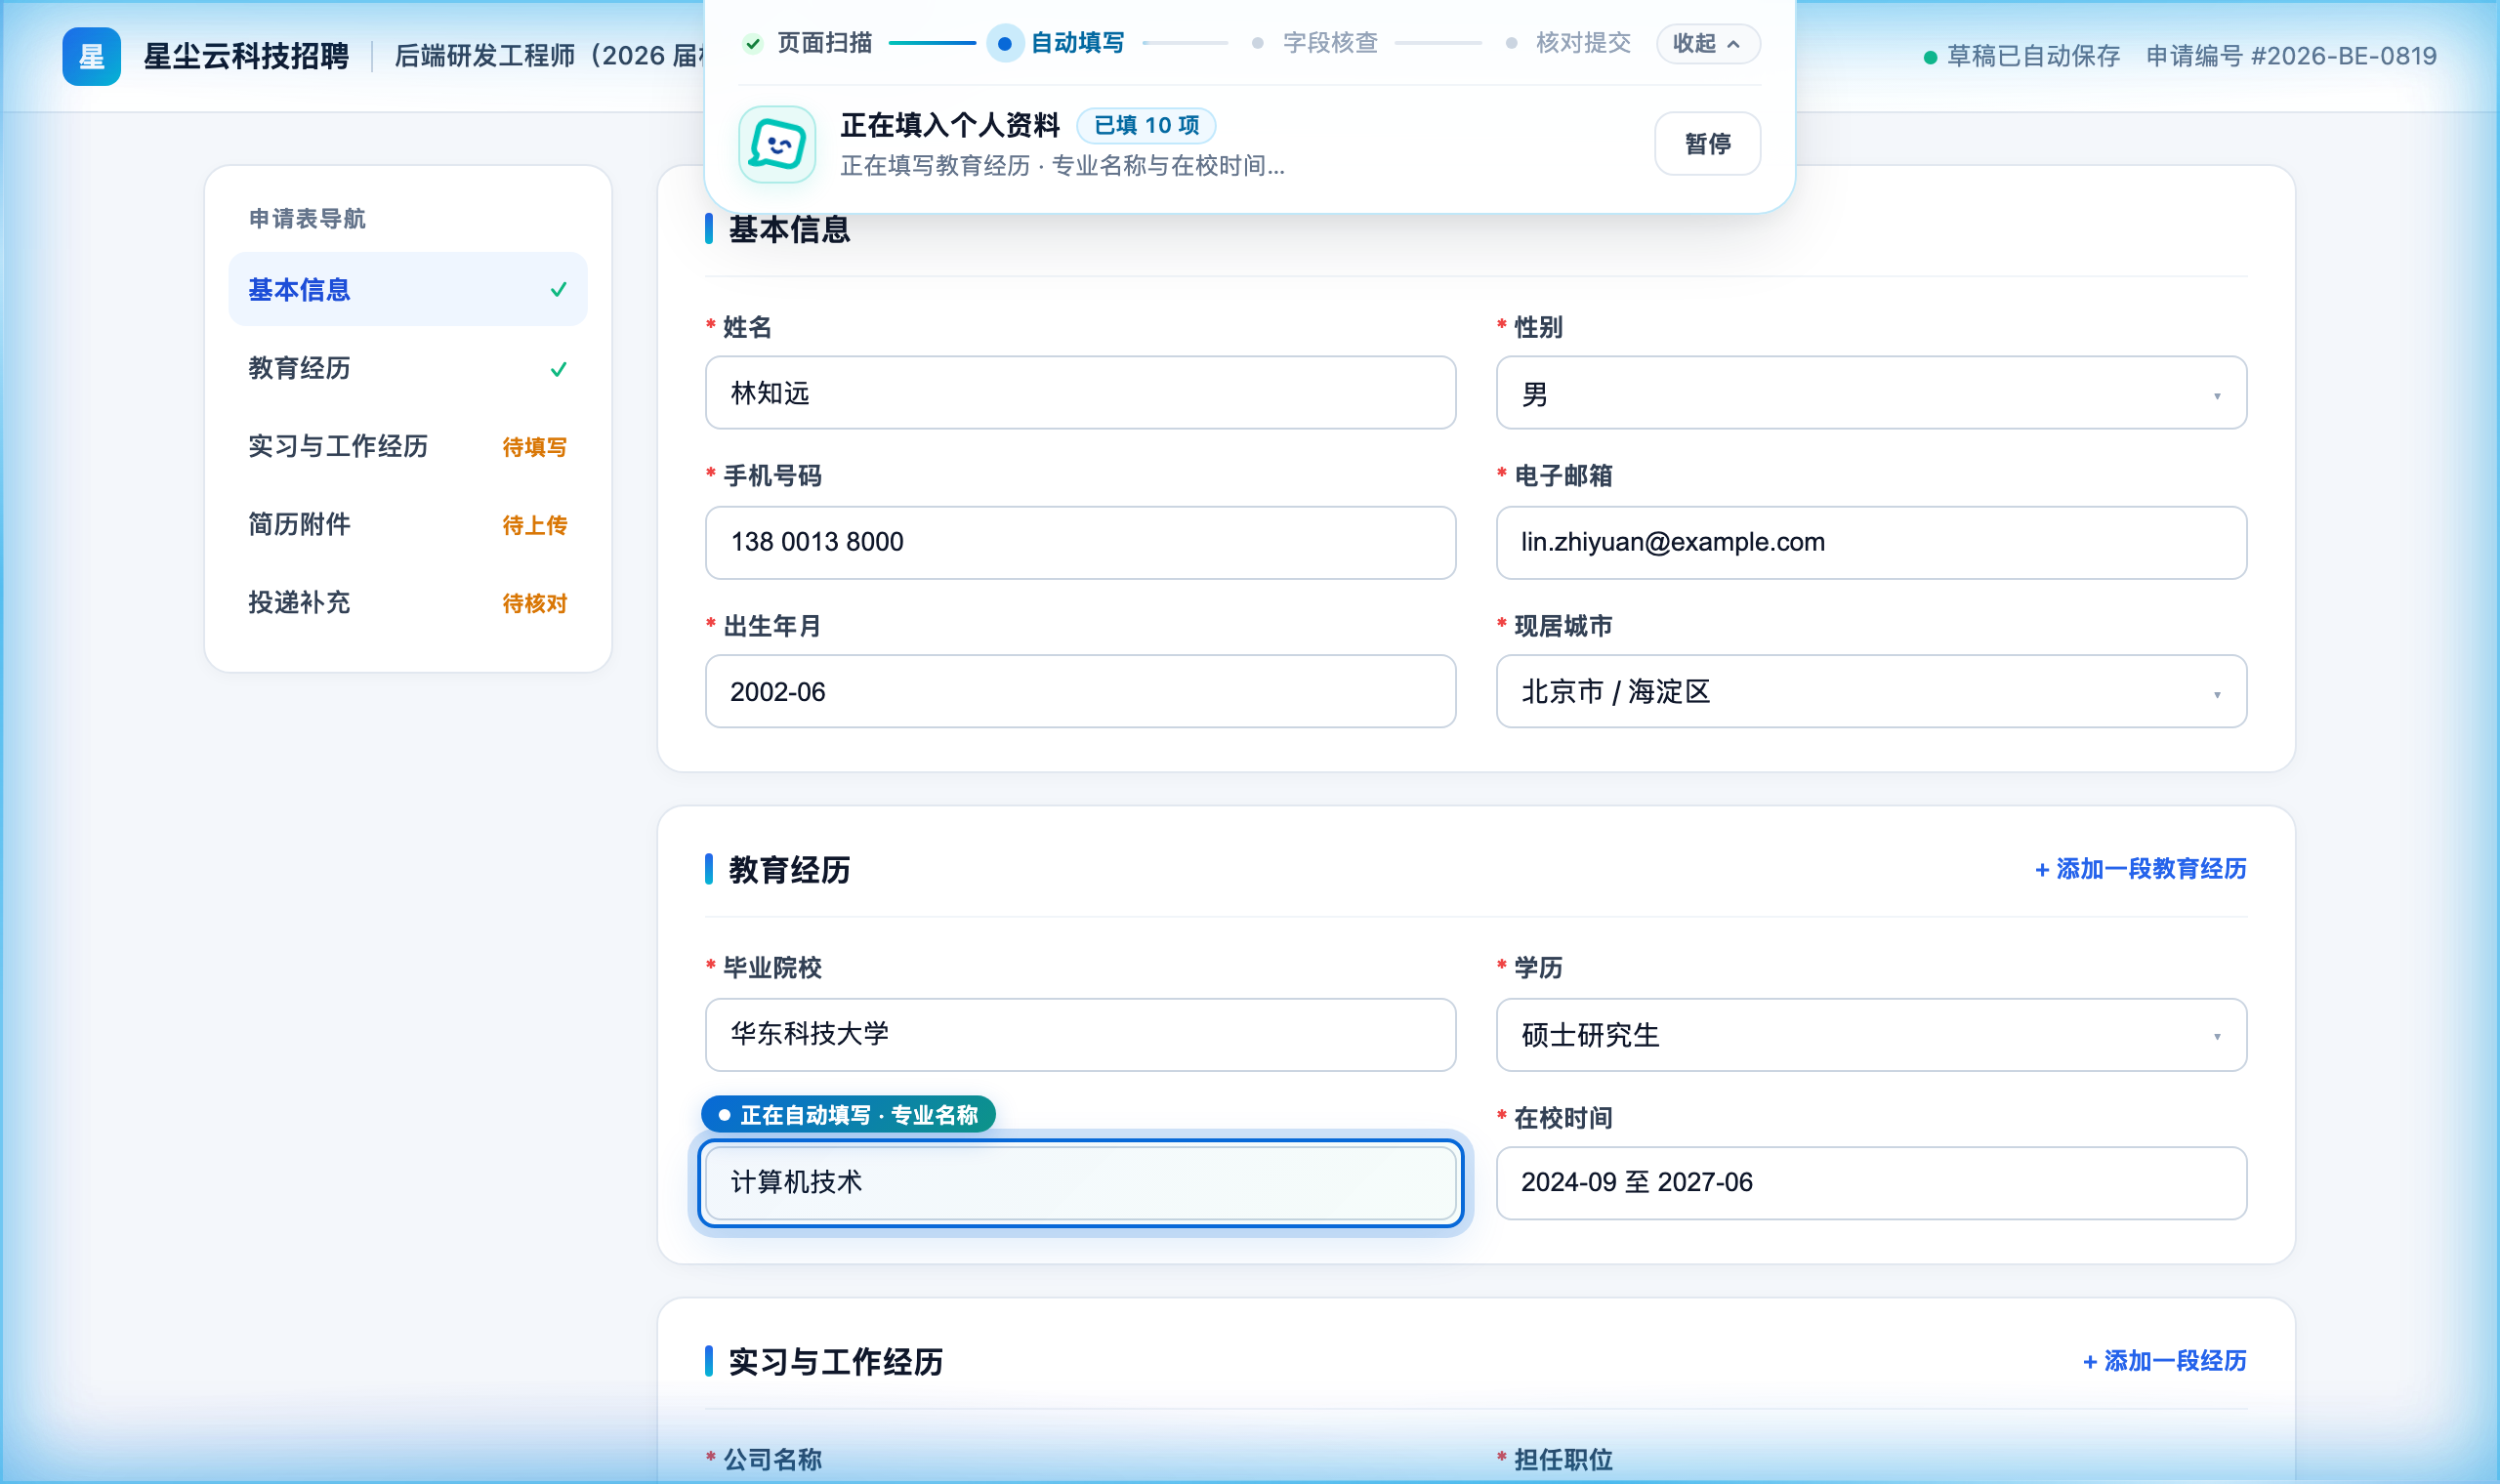 星
星尘云科技招聘
后端研发工程师（2026 届
页面扫描
自动填写
字段核查
核对提交
收起
草稿已自动保存
申请编号 #2026-BE-0819
正在填入个人资料
已填 10 项
正在填写教育经历 · 专业名称与在校时间...
暂停
申请表导航
基本信息
教育经历
实习与工作经历 待填写
简历附件 待上传
投递补充 待核对
基本信息
* 姓名
林知远
* 性别
男
* 手机号码
138 0013 8000
* 电子邮箱
lin.zhiyuan@example.com
* 出生年月
2002-06
* 现居城市
北京市 / 海淀区
教育经历
+ 添加一段教育经历
* 毕业院校
华东科技大学
* 学历
硕士研究生
正在自动填写 · 专业名称
计算机技术
* 在校时间
2024-09 至 2027-06
实习与工作经历
+ 添加一段经历
* 公司名称
* 担任职位